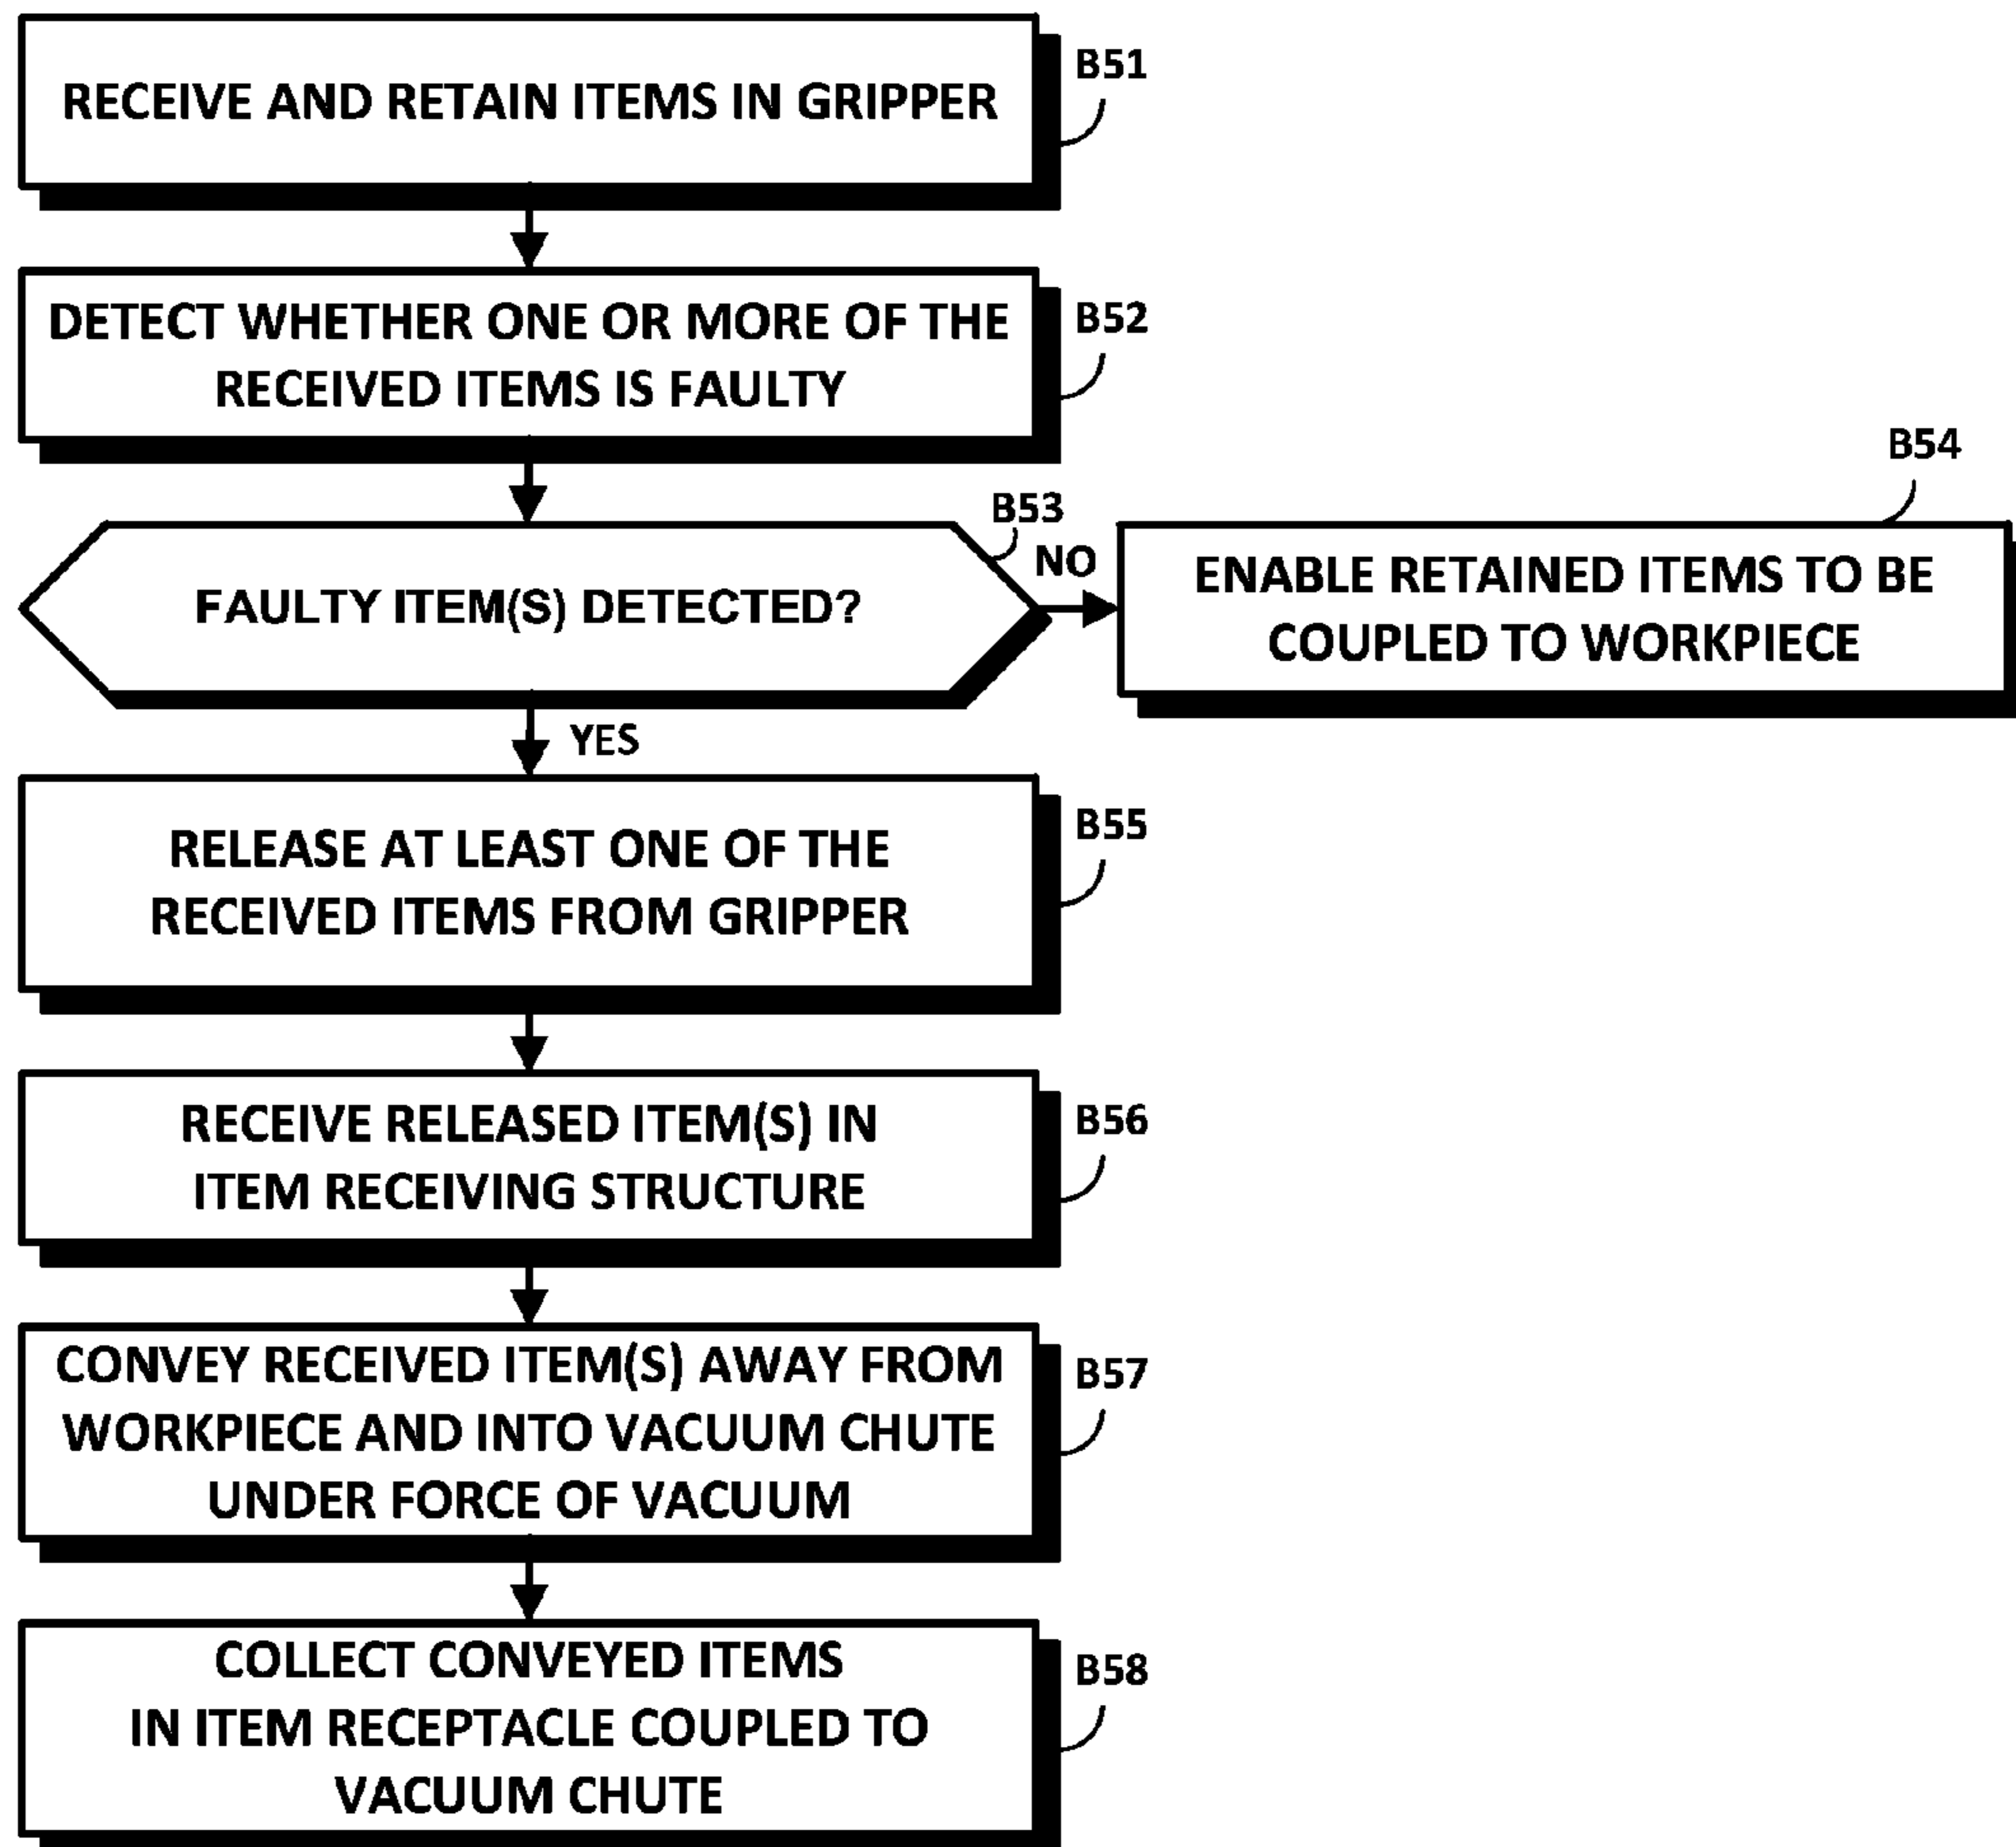 RECEIVE AND RETAIN ITEMS IN GRIPPER
B51
DETECT WHETHER ONE OR MORE OF THE
RECEIVED ITEMS IS FAULTY
B52
FAULTY ITEM(S) DETECTED?
B53
NO
ENABLE RETAINED ITEMS TO BE
COUPLED TO WORKPIECE
B54
YES
RELEASE AT LEAST ONE OF THE
RECEIVED ITEMS FROM GRIPPER
B55
RECEIVE RELEASED ITEM(S) IN
ITEM RECEIVING STRUCTURE
B56
CONVEY RECEIVED ITEM(S) AWAY FROM
WORKPIECE AND INTO VACUUM CHUTE
UNDER FORCE OF VACUUM
B57
COLLECT CONVEYED ITEMS
IN ITEM RECEPTACLE COUPLED TO
VACUUM CHUTE
B58